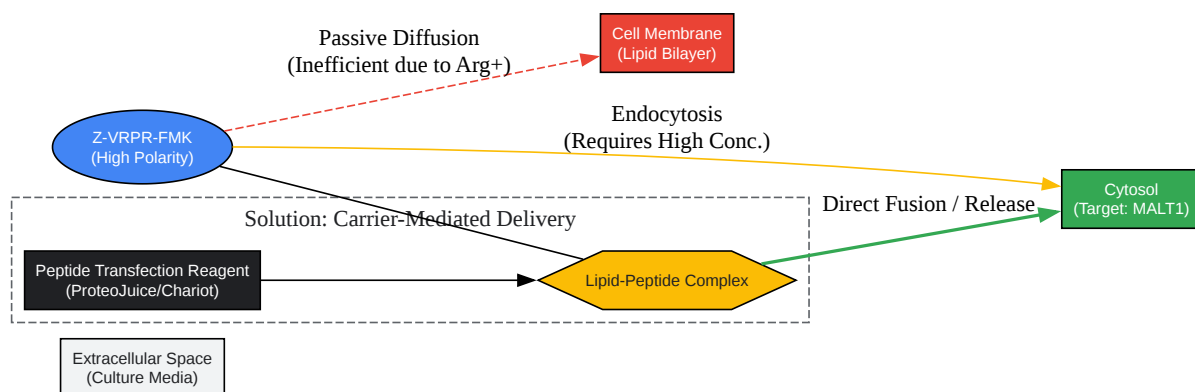 Passive Diffusion
(Inefficient due to Arg+)
Cell Membrane
(Lipid Bilayer)
Endocytosis
(Requires High Conc.)
Z-VRPR-FMK
(High Polarity)
Cytosol
(Target: MALT1)
Direct Fusion / Release
Solution: Carrier-Mediated Delivery
Peptide Transfection Reagent
(ProteoJuice/Chariot)
Lipid-Peptide Complex
Extracellular Space
(Culture Media)